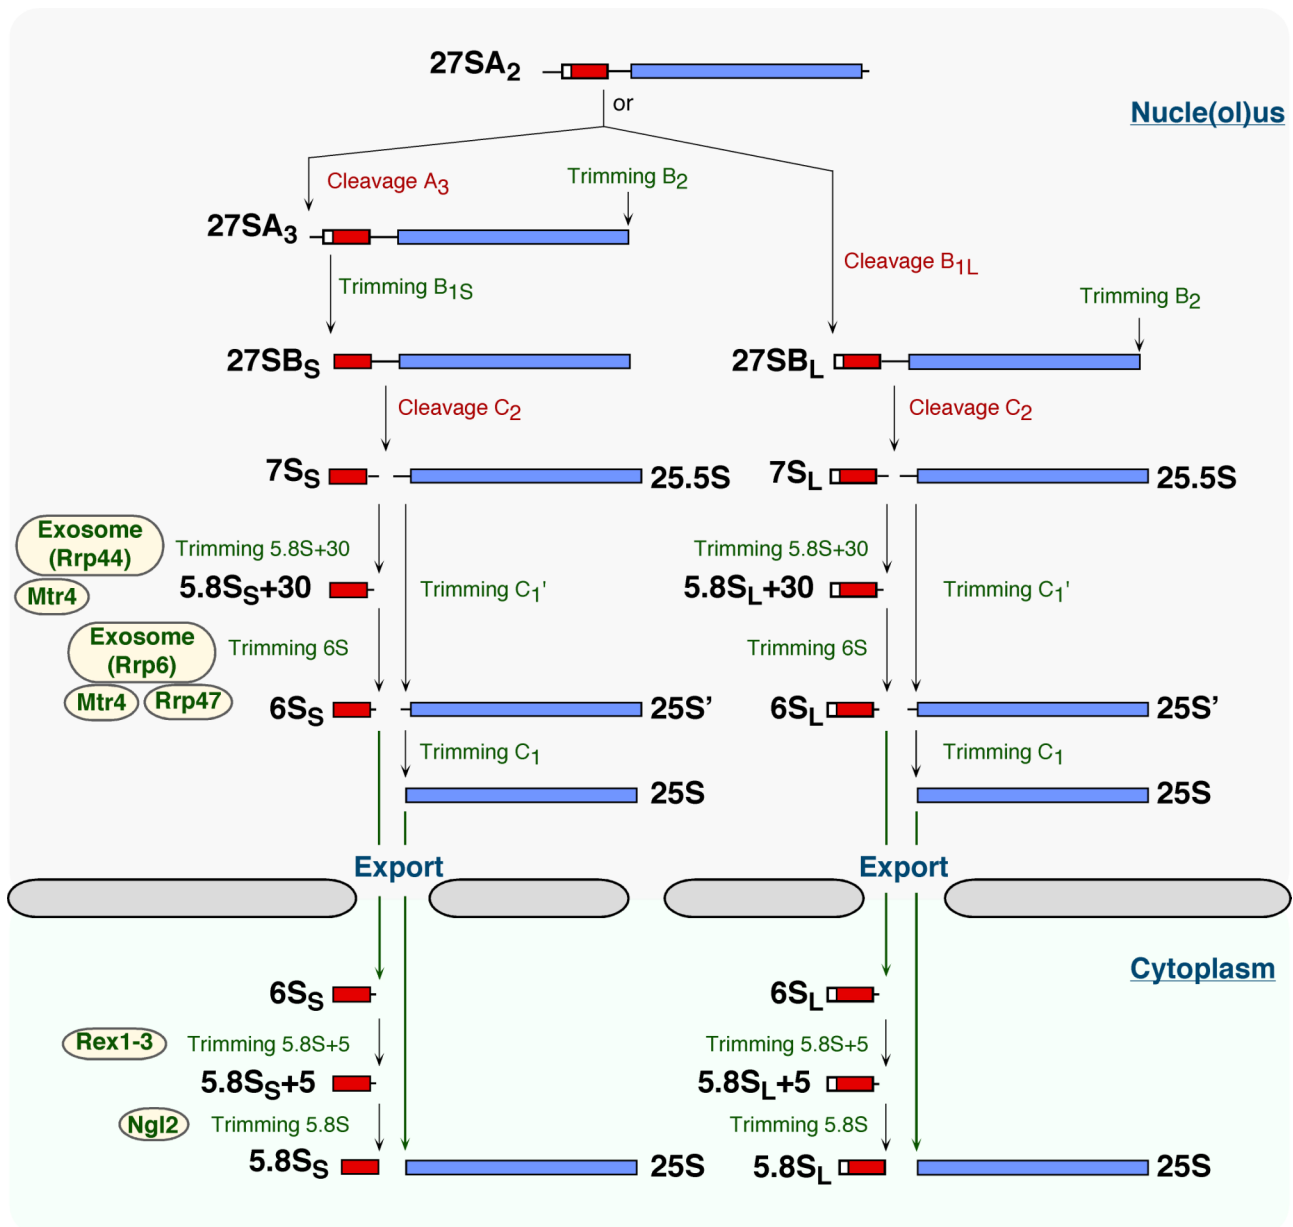 27SA2
or
Nucle(ol)us
Cleavage A3
Trimming B2
27SA3
Cleavage B1L
Trimming B1S
Trimming B2
27SBS
27SBL
Cleavage C2
Cleavage C2
7SS
25.5S
7SL
25.5S
Exosome
(Rrp44)
Trimming 5.8S+30
Trimming 5.8S+30
Mtr4
5.8SS+30
Trimming C1'
5.8SL+30
Trimming C1'
Exosome
(Rrp6)
Trimming 6S
Trimming 6S
Mtr4
Rrp47
6SS
25S’
6SL
25S’
Trimming C1
Trimming C1
25S
25S
Export
Export
Cytoplasm
6SS
6SL
Rex1-3
Trimming 5.8S+5
Trimming 5.8S+5
5.8SS+5
5.8SL+5
Ngl2
Trimming 5.8S
Trimming 5.8S
5.8SS
25S
5.8SL
25S